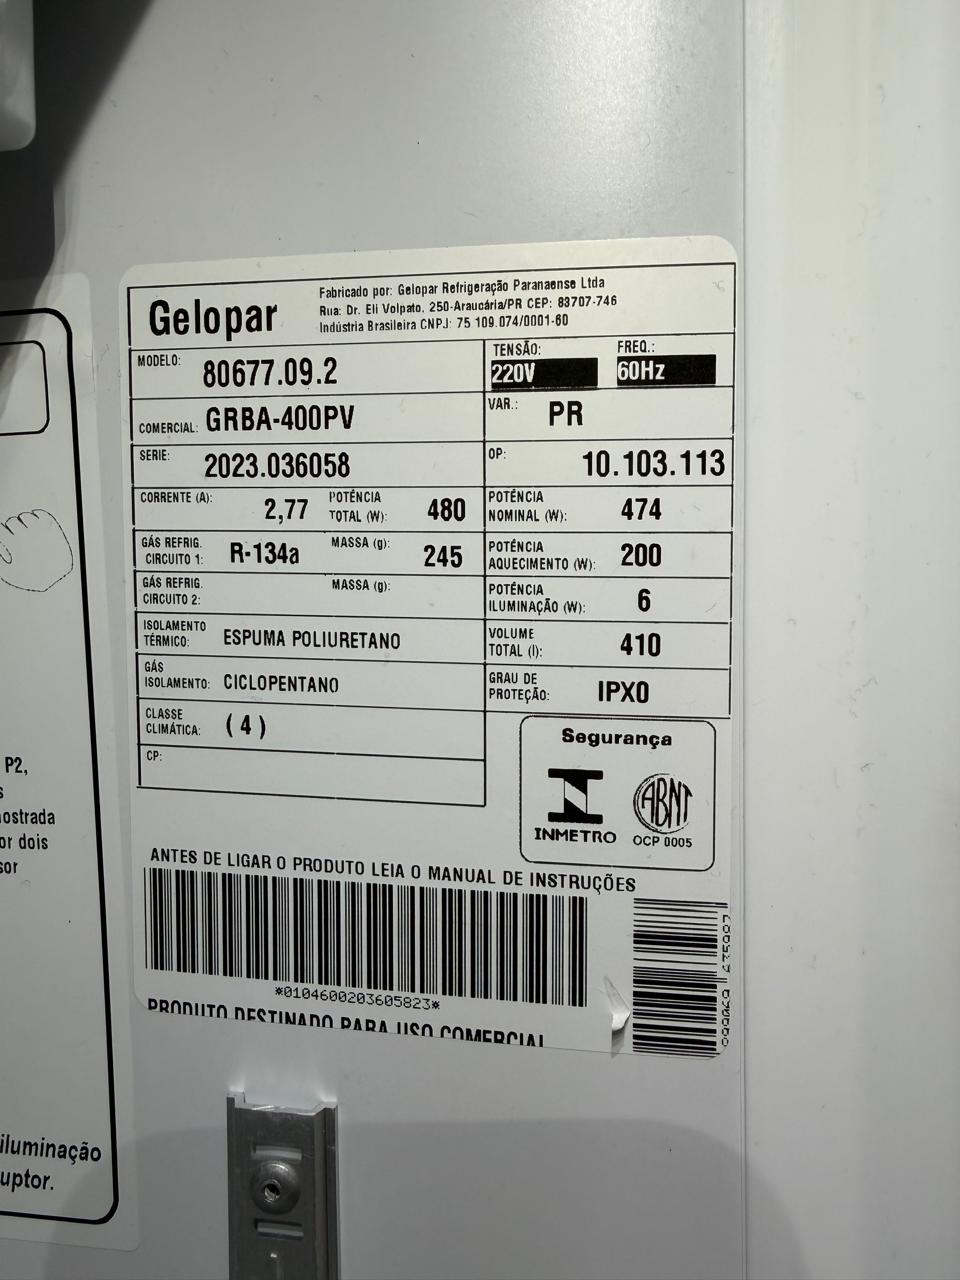 Gelopar
Fabricado por: Gelopar Refrigeração Paranaense Ltda
Rua: Dr. Eli Volpato, 250-Araucária/PR CEP: 83707-746
Indústria Brasileira CNPJ: 75.109.074/0001-60
MODELO: 80677.09.2
TENSÃO: 220V
FREQ.: 60Hz
COMERCIAL: GRBA-400PV
VAR.: PR
SERIE: 2023.036058
OP: 10.103.113
CORRENTE (A): 2,77
POTÊNCIA TOTAL (W): 480
POTÊNCIA NOMINAL (W): 474
GÁS REFRIG. CIRCUITO 1: R-134a
MASSA (g): 245
POTÊNCIA AQUECIMENTO (W): 200
GÁS REFRIG. CIRCUITO 2:
MASSA (g):
POTÊNCIA ILUMINAÇÃO (W): 6
ISOLAMENTO TÉRMICO: ESPUMA POLIURETANO
VOLUME TOTAL (l): 410
GÁS ISOLAMENTO: CICLOPENTANO
GRAU DE PROTEÇÃO: IPX0
CLASSE CLIMÁTICA: (4)
CP:
Segurança
INMETRO
ABNT
OCP 0005
ANTES DE LIGAR O PRODUTO LEIA O MANUAL DE INSTRUÇÕES
*0104600203605823*
PRODUTO DESTINADO PARA USO COMERCIAL
P2,
s
nostrada
or dois
sor
iluminação
uptor.